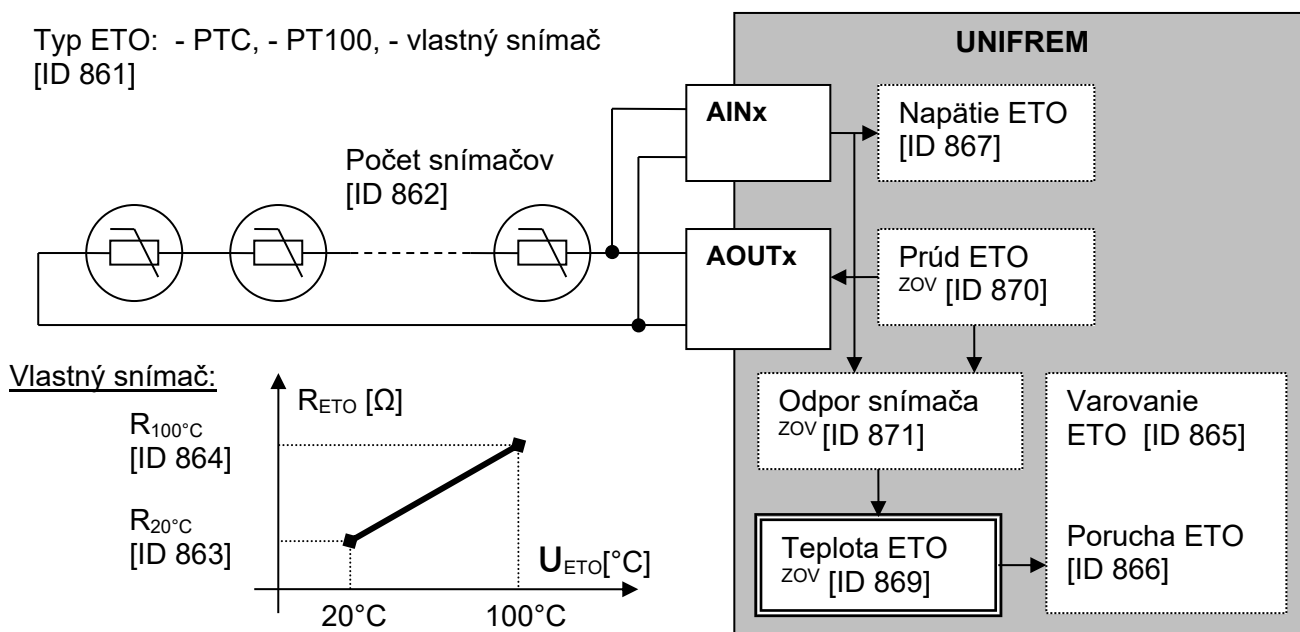 Typ ETO: - PTC, - PT100, - vlastný snímač
[ID 861]
UNIFREM
AINx
Napätie ETO
[ID 867]
Počet snímačov
[ID 862]
AOUTx
Prúd ETO
ZOV [ID 870]
Vlastný snímač:
RETO [Ω]
R100°C
[ID 864]
R20°C
[ID 863]
UETO[°C]
20°C
100°C
Odpor snímača
ZOV [ID 871]
Varovanie
ETO [ID 865]
Teplota ETO
ZOV [ID 869]
Porucha ETO
[ID 866]